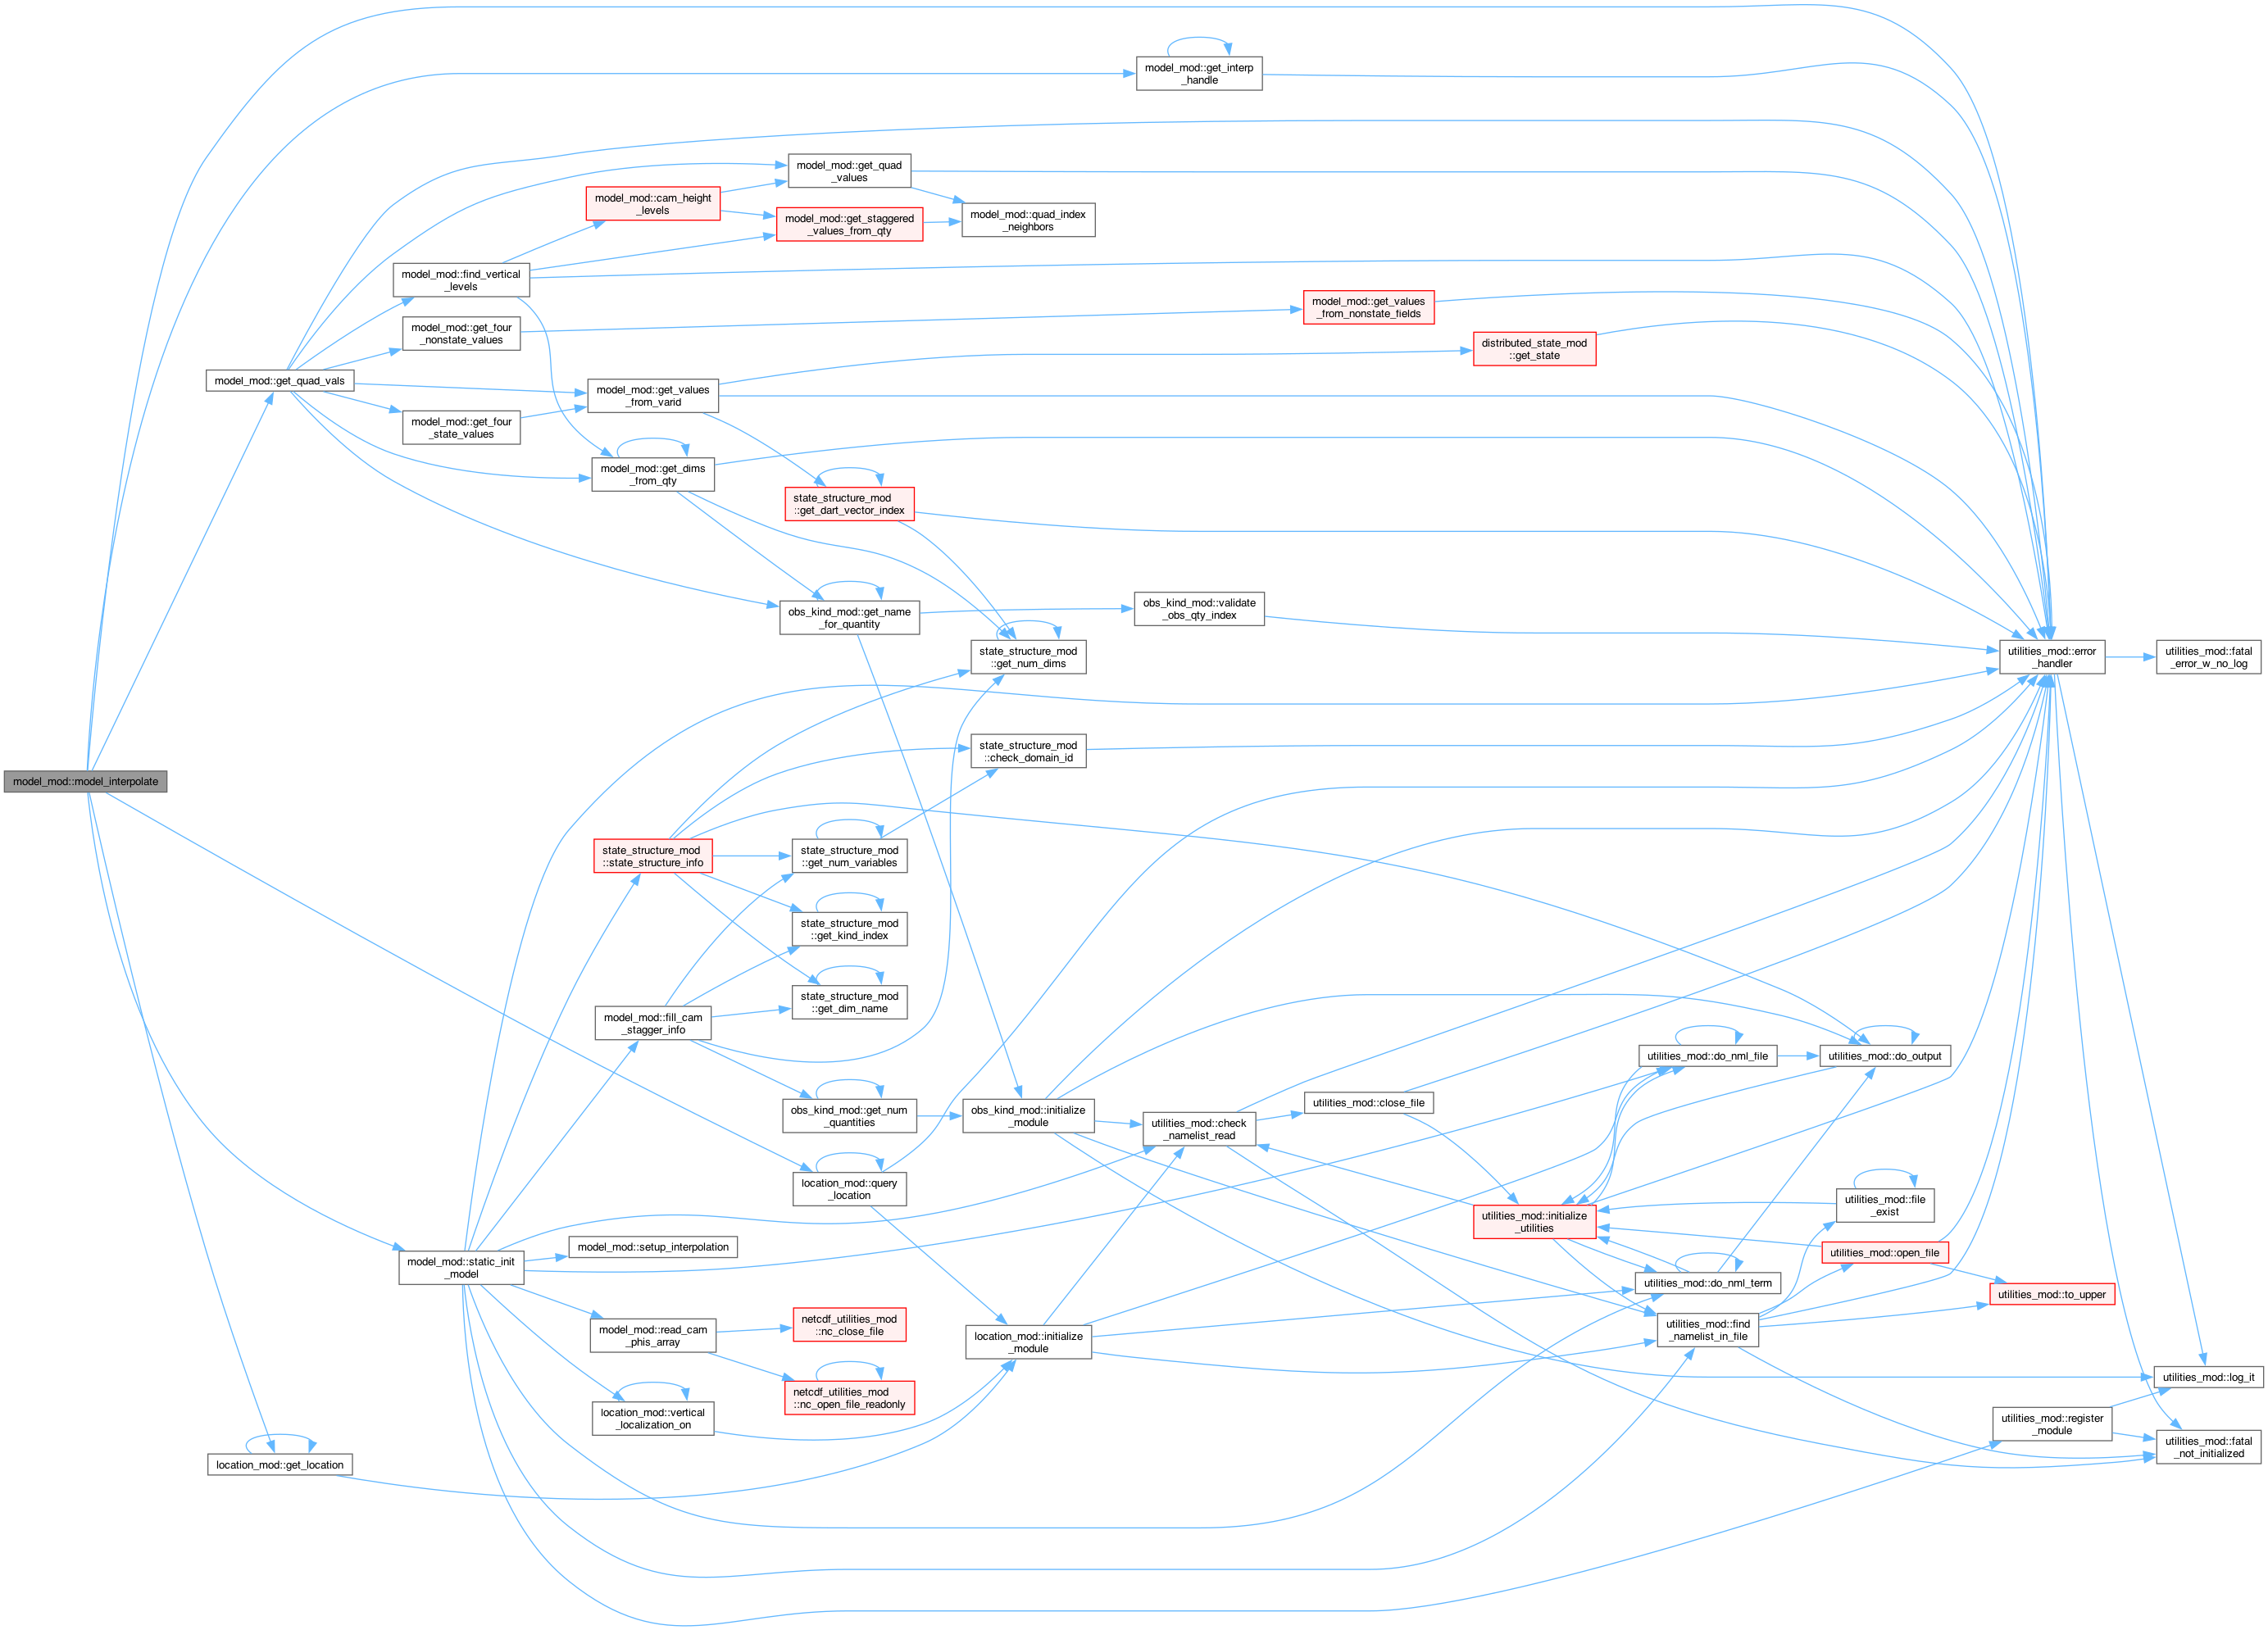 model_mod::get_interp
_handle
model_mod::get_quad
_values
model_mod::cam_height
_levels
model_mod::get_staggered
_values_from_qty
model_mod::quad_index
_neighbors
model_mod::find_vertical
_levels
model_mod::get_values
_from_nonstate_fields
model_mod::get_four
_nonstate_values
distributed_state_mod
::get_state
model_mod::get_quad_vals
model_mod::get_values
_from_varid
model_mod::get_four
_state_values
model_mod::get_dims
_from_qty
state_structure_mod
::get_dart_vector_index
obs_kind_mod::get_name
_for_quantity
obs_kind_mod::validate
_obs_qty_index
state_structure_mod
::get_num_dims
utilities_mod::error
_handler
utilities_mod::fatal
_error_w_no_log
state_structure_mod
::check_domain_id
model_mod::model_interpolate
state_structure_mod
::state_structure_info
state_structure_mod
::get_num_variables
state_structure_mod
::get_kind_index
state_structure_mod
::get_dim_name
model_mod::fill_cam
_stagger_info
utilities_mod::do_nml_file
utilities_mod::do_output
obs_kind_mod::get_num
_quantities
obs_kind_mod::initialize
_module
utilities_mod::close_file
utilities_mod::check
_namelist_read
location_mod::query
_location
utilities_mod::file
_exist
utilities_mod::initialize
_utilities
model_mod::setup_interpolation
utilities_mod::open_file
model_mod::static_init
_model
utilities_mod::do_nml_term
utilities_mod::to_upper
netcdf_utilities_mod
::nc_close_file
model_mod::read_cam
_phis_array
location_mod::initialize
_module
utilities_mod::find
_namelist_in_file
utilities_mod::log_it
netcdf_utilities_mod
::nc_open_file_readonly
location_mod::vertical
_localization_on
utilities_mod::register
_module
utilities_mod::fatal
_not_initialized
location_mod::get_location